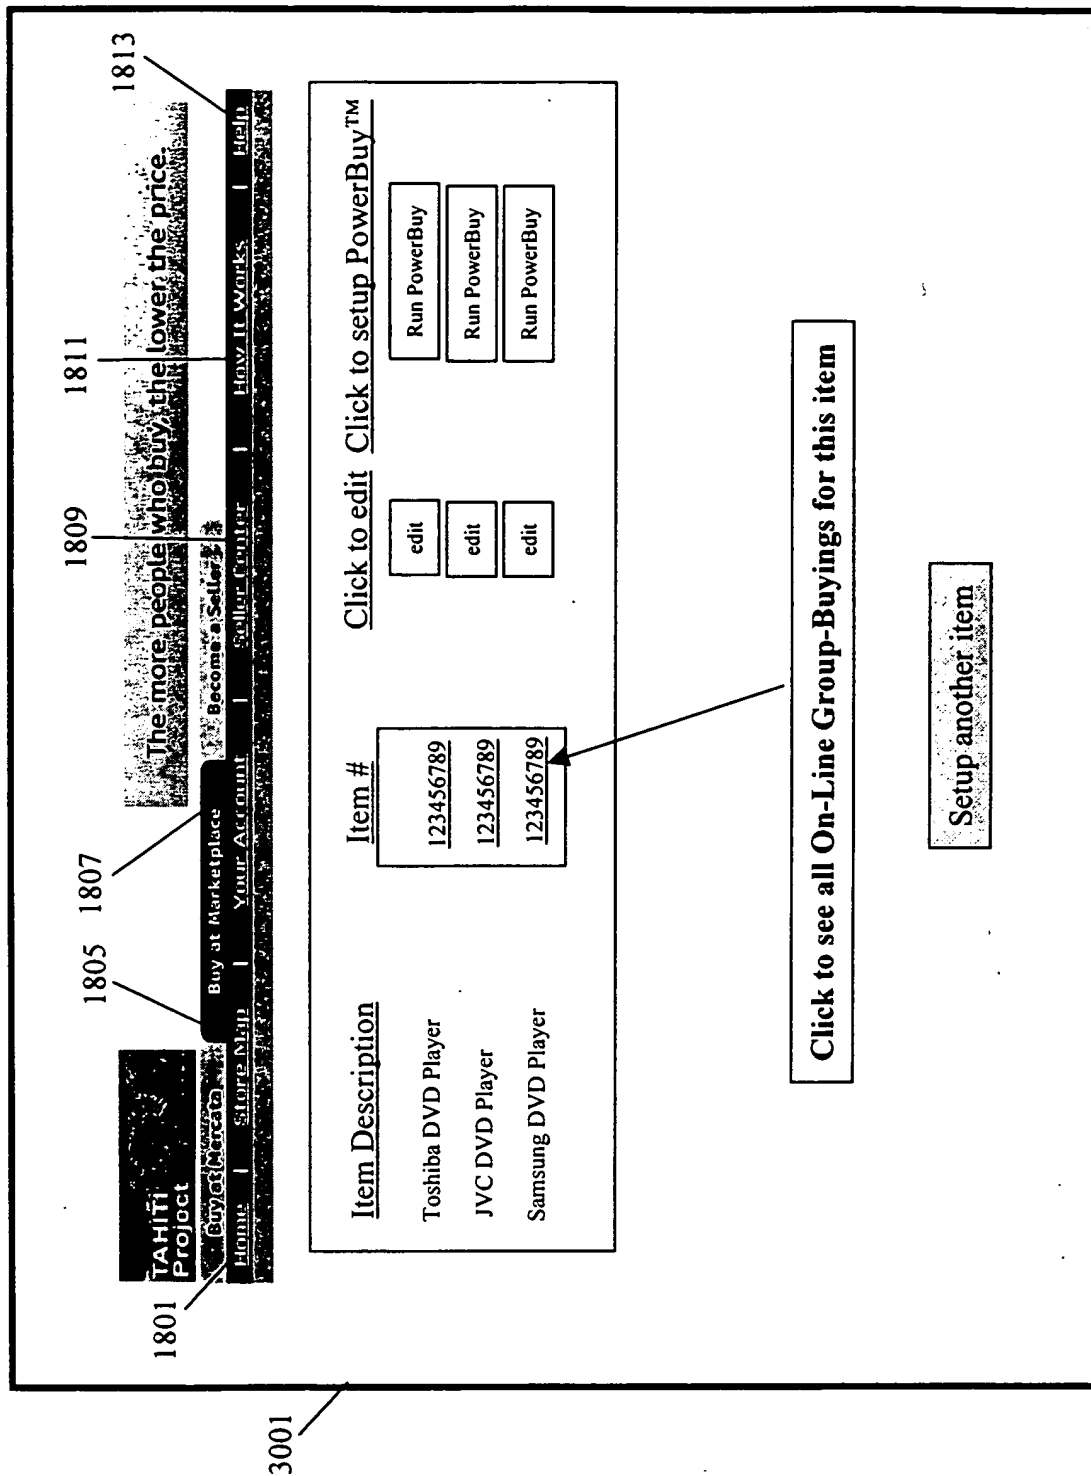 1813
1811
1809
1807
1805
1801
3001
The more people who buy, the lower the price.
TAHITI
Project
Buy at Mercata
Buy at Marketplace
Become a Seller
Home | Store Map | Your Account | Seller Center | How It Works | Help
Item Description Item # Click to edit Click to setup PowerBuy™
Toshiba DVD Player 123456789 edit Run PowerBuy
JVC DVD Player 123456789 edit Run PowerBuy
Samsung DVD Player 123456789 edit Run PowerBuy
Click to see all On-Line Group-Buyings for this item
Setup another item